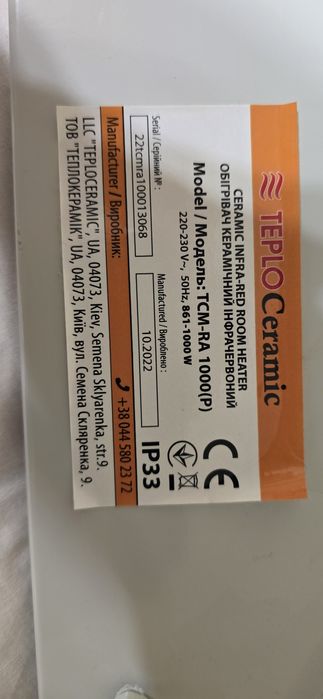 TEPLOCeramic
CERAMIC INFRA-RED ROOM HEATER
ОБІГРІВАЧ КЕРАМІЧНИЙ ІНФРАЧЕРВОНИЙ
Model / Модель: TCM-RA 1000(P)
220-230 V~, 50Hz, 861-1000 W
CE
Serial / Серійний №:
22tcmra100013068
Manufactured / Вироблено:
10.2022
IP33
Manufacturer / Виробник:
+38 044 580 23 72
LLC "TEPLOCERAMIC", UA, 04073, Kiev, Semena Sklyarenka, str.9.
ТОВ "ТЕПЛОКЕРАМІК", UA, 04073, Київ, вул. Семена Скляренка, 9.